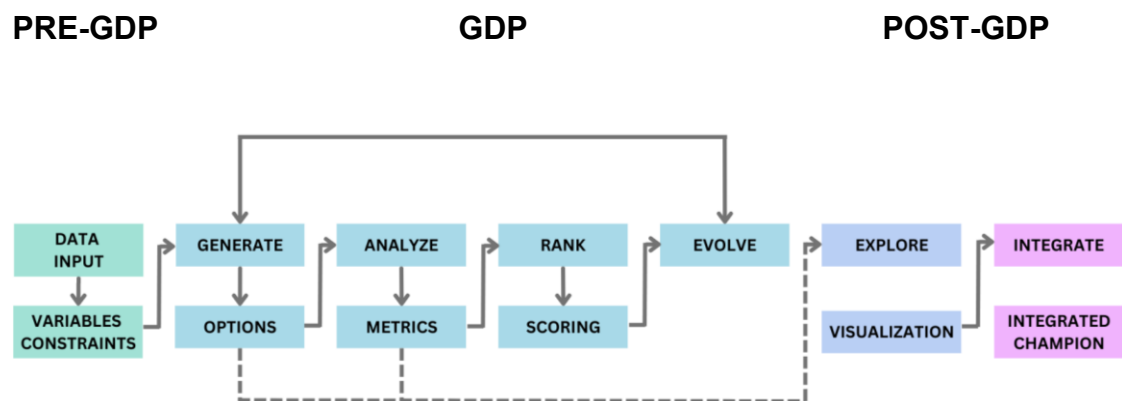 PRE-GDP
GDP
POST-GDP
DATA
INPUT
GENERATE
ANALYZE
RANK
EVOLVE
EXPLORE
INTEGRATE
VARIABLES
CONSTRAINTS
OPTIONS
METRICS
SCORING
VISUALIZATION
INTEGRATED
CHAMPION